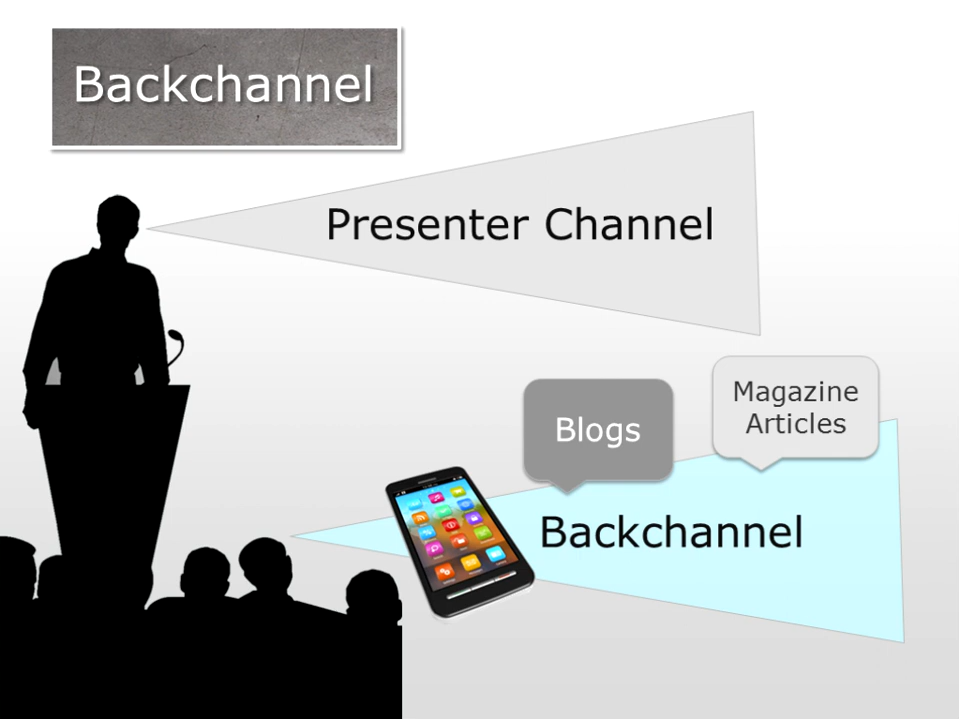 Backchannel
Presenter Channel
Blogs
Magazine
Articles
Backchannel